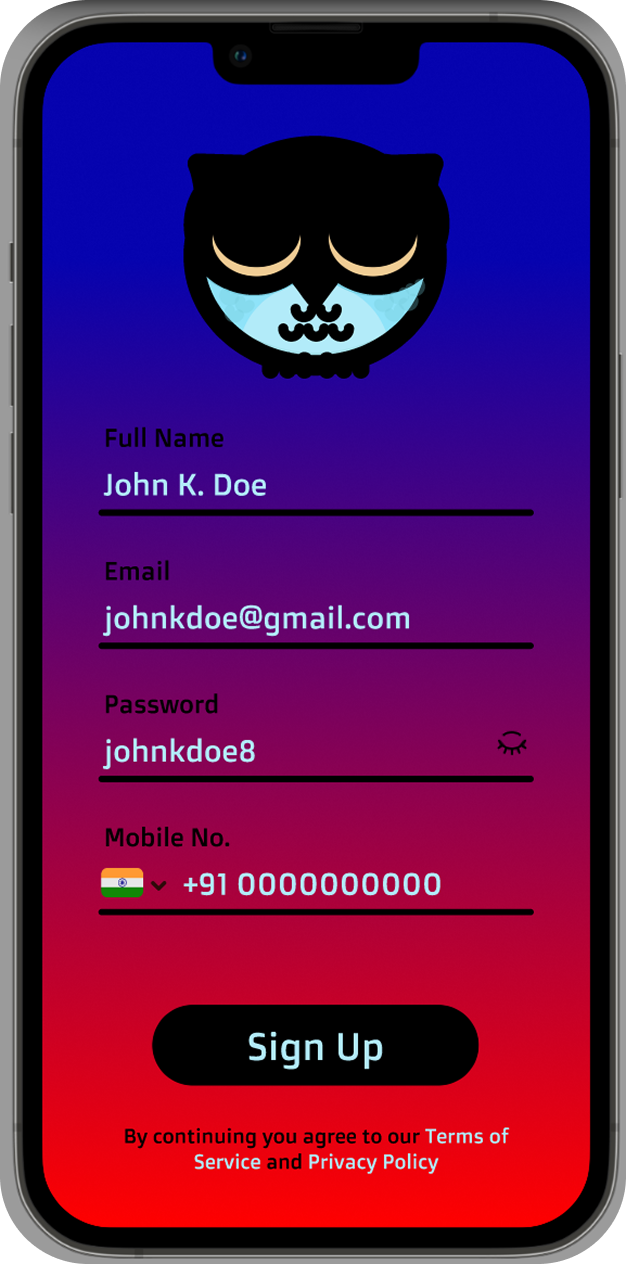 Full Name
John K. Doe
Email
johnkdoe@gmail.com
Password
johnkdoe8
Mobile No.
+91 0000000000
Sign Up
By continuing you agree to our Terms of
Service and Privacy Policy